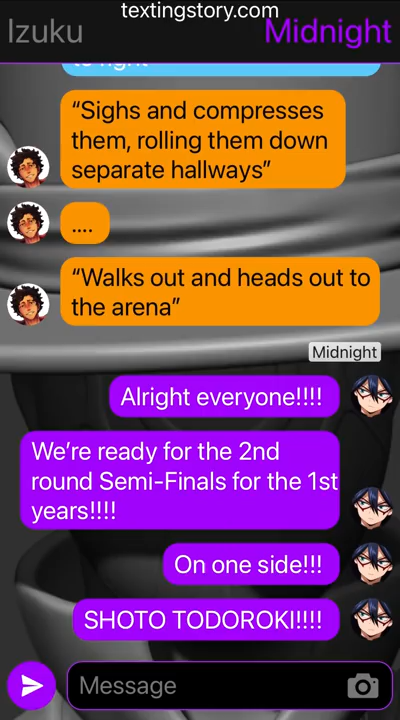 textingstory.com
Izuku
Midnight
to fight
“Sighs and compresses
them, rolling them down
separate hallways”
....
“Walks out and heads out to
the arena”
Midnight
Alright everyone!!!!
We’re ready for the 2nd
round Semi-Finals for the 1st
years!!!!
On one side!!!
SHOTO TODOROKI!!!!
Message